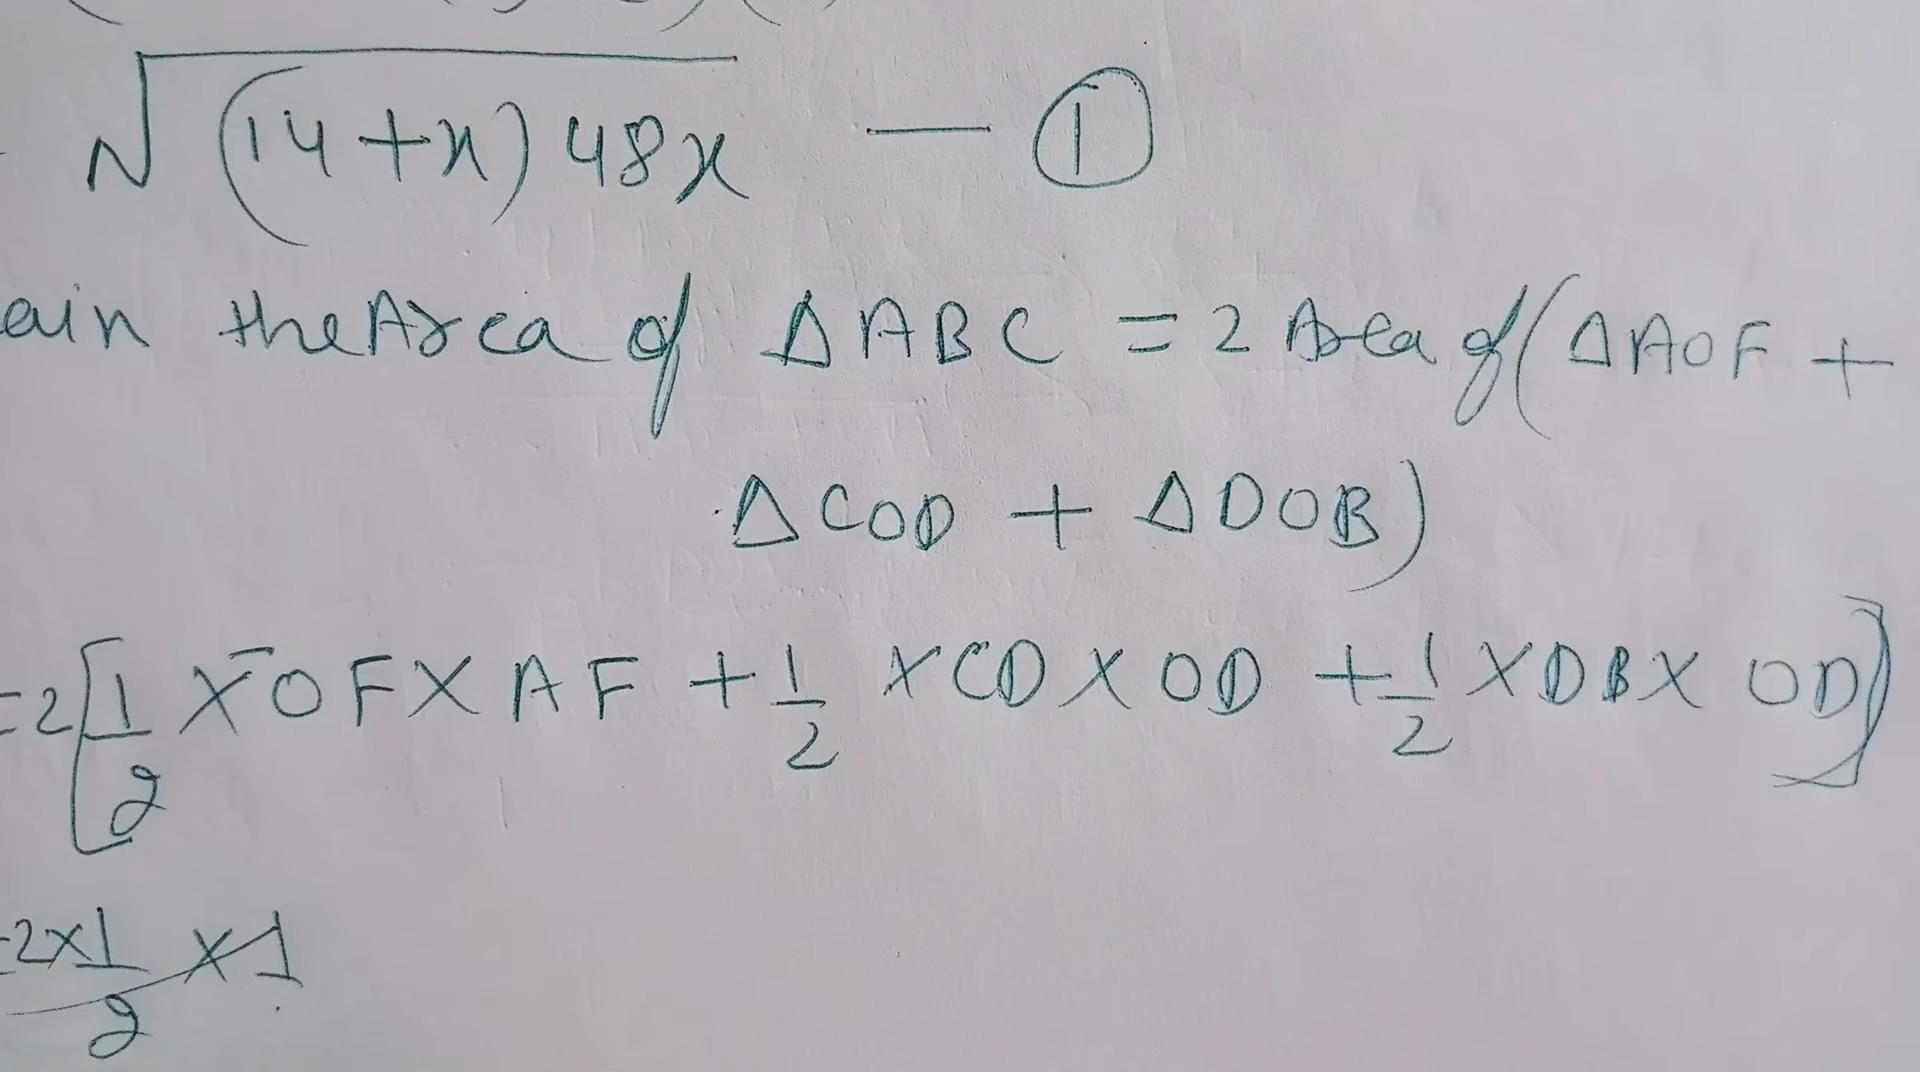 √(14+x)48x — ①
ain the Area of ΔABC = 2 Area of (ΔAOF +
ΔCOD + ΔDOB)
=2[1/2 × OF × AF + 1/2 × CD × OD + 1/2 × DB × OD]
=2×1/2 × 1